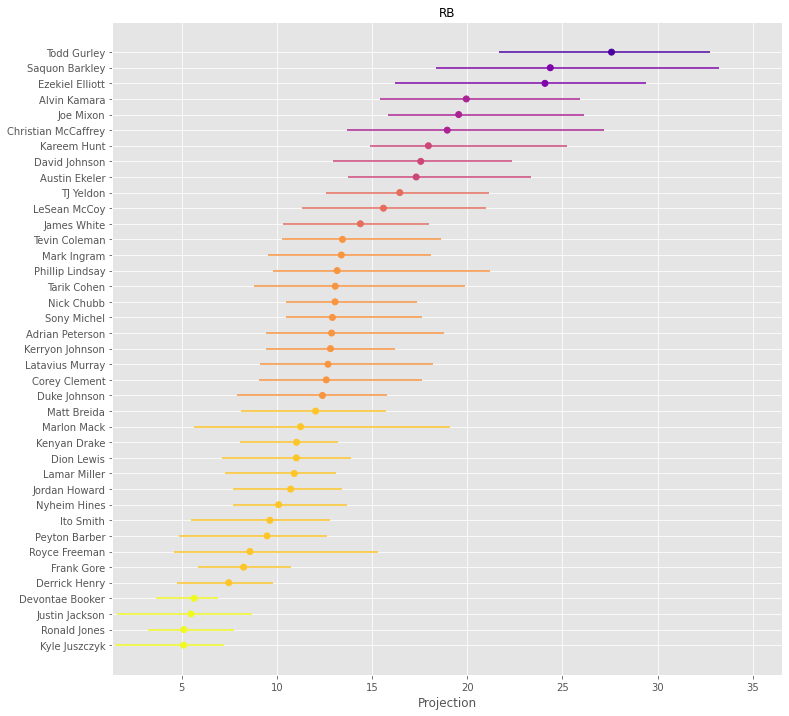 RB
Todd Gurley
Saquon Barkley
Ezekiel Elliott
Alvin Kamara
Joe Mixon
Christian McCaffrey
Kareem Hunt
David Johnson
Austin Ekeler
TJ Yeldon
LeSean McCoy
James White
Tevin Coleman
Mark Ingram
Phillip Lindsay
Tarik Cohen
Nick Chubb
Sony Michel
Adrian Peterson
Kerryon Johnson
Latavius Murray
Corey Clement
Duke Johnson
Matt Breida
Marlon Mack
Kenyan Drake
Dion Lewis
Lamar Miller
Jordan Howard
Nyheim Hines
Ito Smith
Peyton Barber
Royce Freeman
Frank Gore
Derrick Henry
Devontae Booker
Justin Jackson
Ronald Jones
Kyle Juszczyk
5 10 15 20 25 30 35
Projection